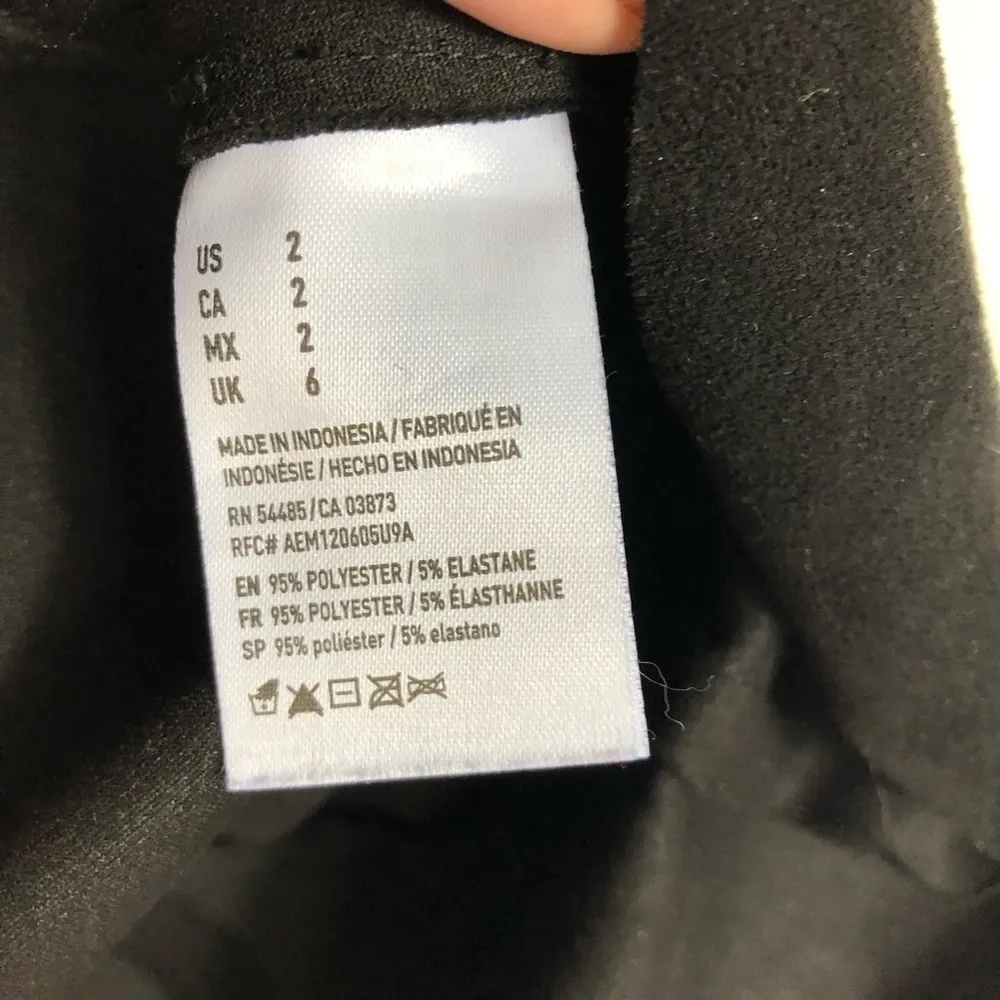 US 2
CA 2
MX 2
UK 6
MADE IN INDONESIA / FABRIQUÉ EN
INDONÉSIE / HECHO EN INDONESIA
RN 54485 / CA 03873
RFC# AEM120605U9A
EN 95% POLYESTER / 5% ELASTANE
FR 95% POLYESTER / 5% ÉLASTHANNE
SP 95% poliéster / 5% elastano